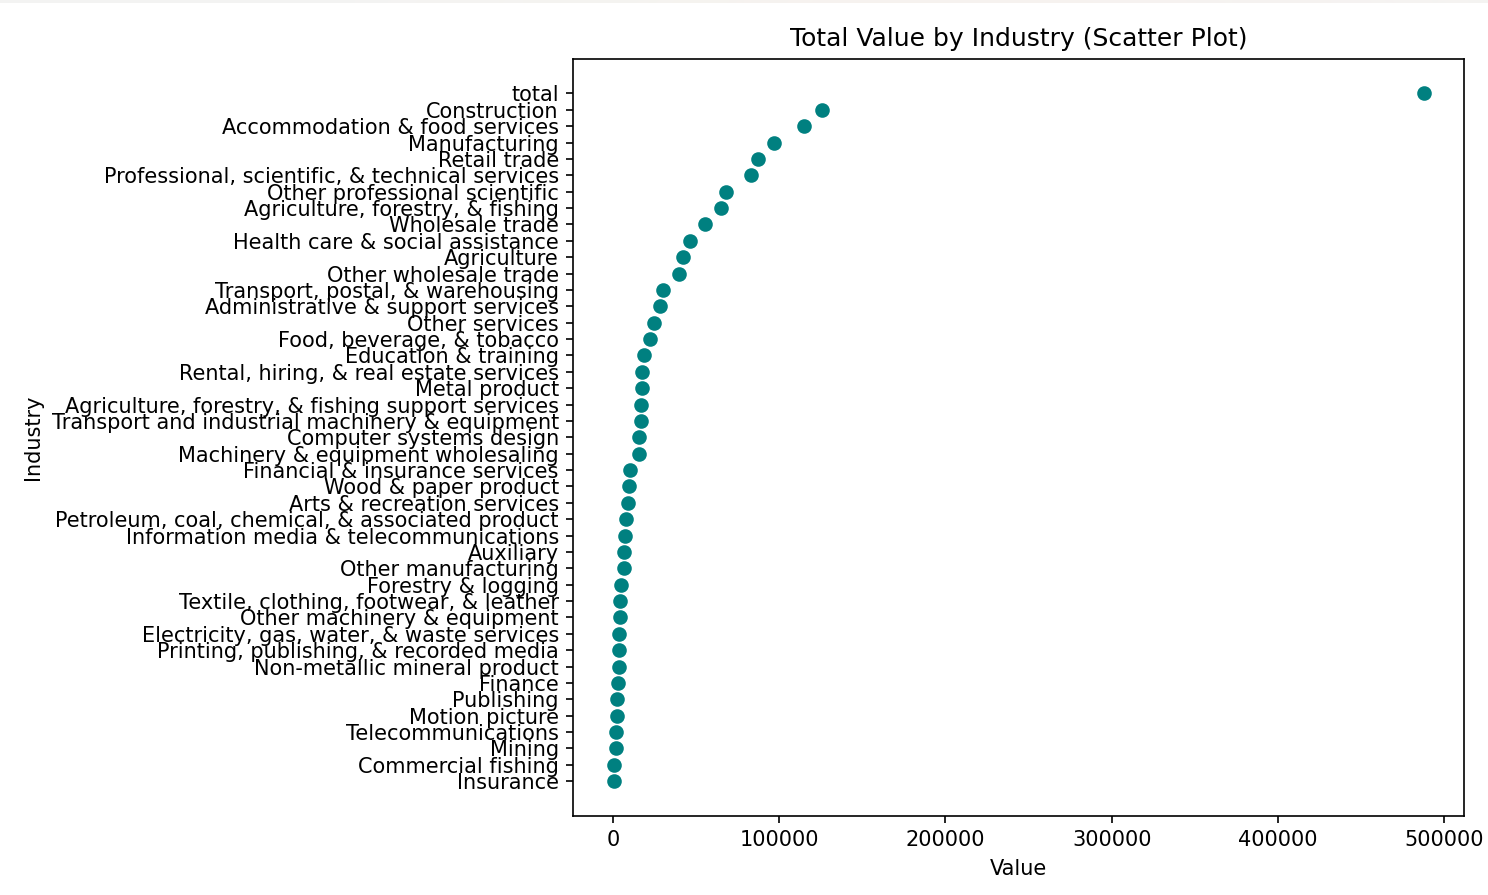 Total Value by Industry (Scatter Plot)
total
Construction
Accommodation & food services
Manufacturing
Retail trade
Professional, scientific, & technical services
Other professional scientific
Agriculture, forestry, & fishing
Wholesale trade
Health care & social assistance
Agriculture
Other wholesale trade
Transport, postal, & warehousing
Administrative & support services
Other services
Food, beverage, & tobacco
Education & training
Rental, hiring, & real estate services
Metal product
Agriculture, forestry, & fishing support services
Transport and industrial machinery & equipment
Computer systems design
Machinery & equipment wholesaling
Financial & insurance services
Wood & paper product
Arts & recreation services
Petroleum, coal, chemical, & associated product
Information media & telecommunications
Auxiliary
Other manufacturing
Forestry & logging
Textile, clothing, footwear, & leather
Other machinery & equipment
Electricity, gas, water, & waste services
Printing, publishing, & recorded media
Non-metallic mineral product
Finance
Publishing
Motion picture
Telecommunications
Mining
Commercial fishing
Insurance
Industry
0 100000 200000 300000 400000 500000
Value